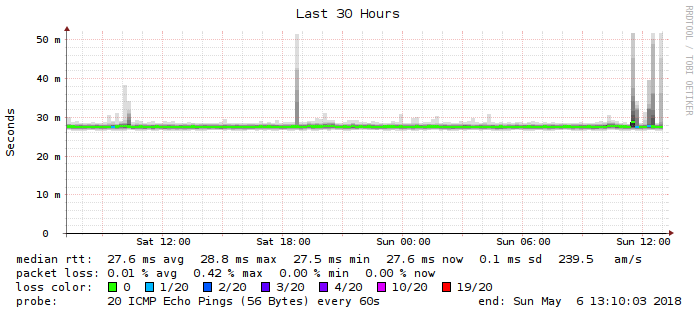 Last 30 Hours
RRDTOOL / TOBI OETIKER
Seconds
50 m
40 m
30 m
20 m
10 m
0
Sat 12:00 Sat 18:00 Sun 00:00 Sun 06:00 Sun 12:00
median rtt: 27.6 ms avg 28.8 ms max 27.5 ms min 27.6 ms now 0.1 ms sd 239.5 am/s
packet loss: 0.01 % avg 0.42 % max 0.00 % min 0.00 % now
loss color: 0 1/20 2/20 3/20 4/20 10/20 19/20
probe: 20 ICMP Echo Pings (56 Bytes) every 60s end: Sun May 6 13:10:03 2018